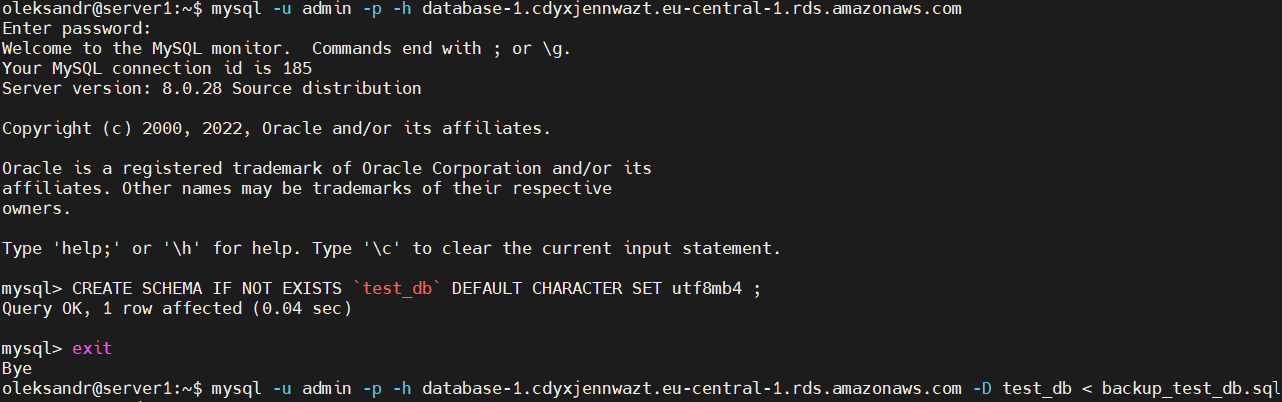 oleksandr@server1:~$ mysql -u admin -p -h database-1.cdyxjennwazt.eu-central-1.rds.amazonaws.com
Enter password:
Welcome to the MySQL monitor.  Commands end with ; or \g.
Your MySQL connection id is 185
Server version: 8.0.28 Source distribution

Copyright (c) 2000, 2022, Oracle and/or its affiliates.

Oracle is a registered trademark of Oracle Corporation and/or its
affiliates. Other names may be trademarks of their respective
owners.

Type 'help;' or '\h' for help. Type '\c' to clear the current input statement.

mysql> CREATE SCHEMA IF NOT EXISTS `test_db` DEFAULT CHARACTER SET utf8mb4 ;
Query OK, 1 row affected (0.04 sec)

mysql> exit
Bye
oleksandr@server1:~$ mysql -u admin -p -h database-1.cdyxjennwazt.eu-central-1.rds.amazonaws.com -D test_db < backup_test_db.sql